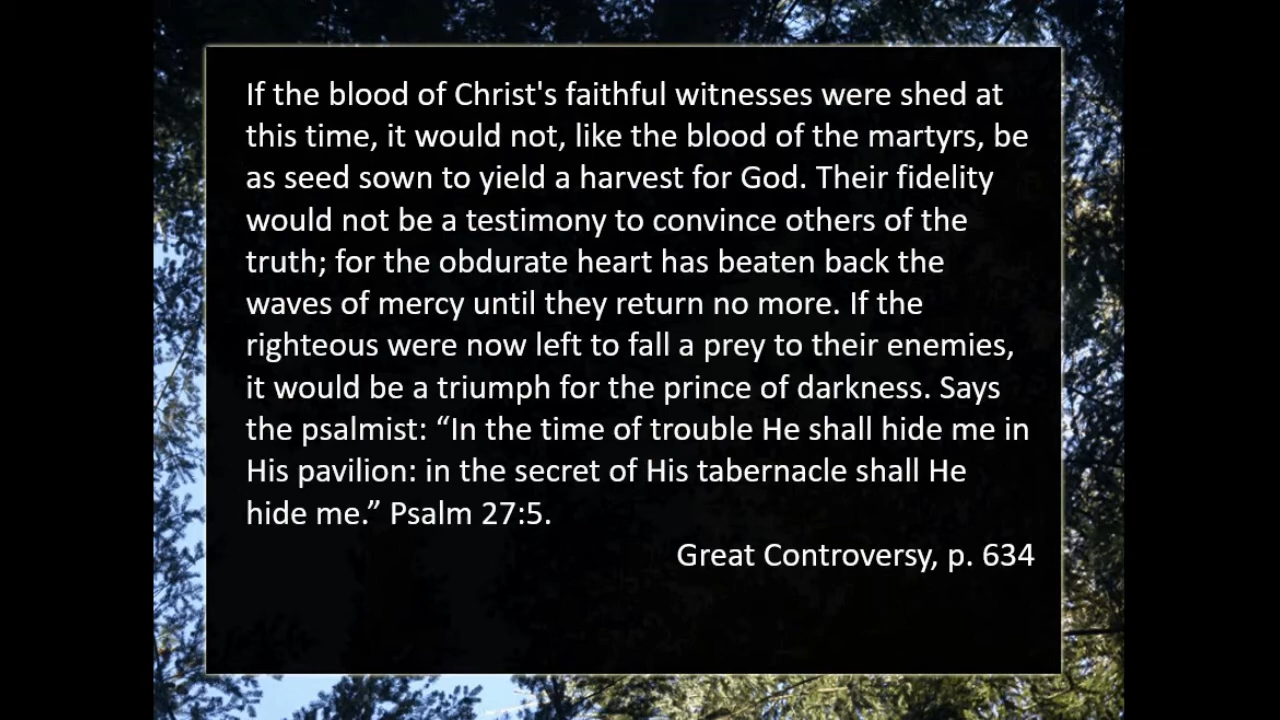 If the blood of Christ's faithful witnesses were shed at
this time, it would not, like the blood of the martyrs, be
as seed sown to yield a harvest for God. Their fidelity
would not be a testimony to convince others of the
truth; for the obdurate heart has beaten back the
waves of mercy until they return no more. If the
righteous were now left to fall a prey to their enemies,
it would be a triumph for the prince of darkness. Says
the psalmist: “In the time of trouble He shall hide me in
His pavilion: in the secret of His tabernacle shall He
hide me.” Psalm 27:5.
Great Controversy, p. 634